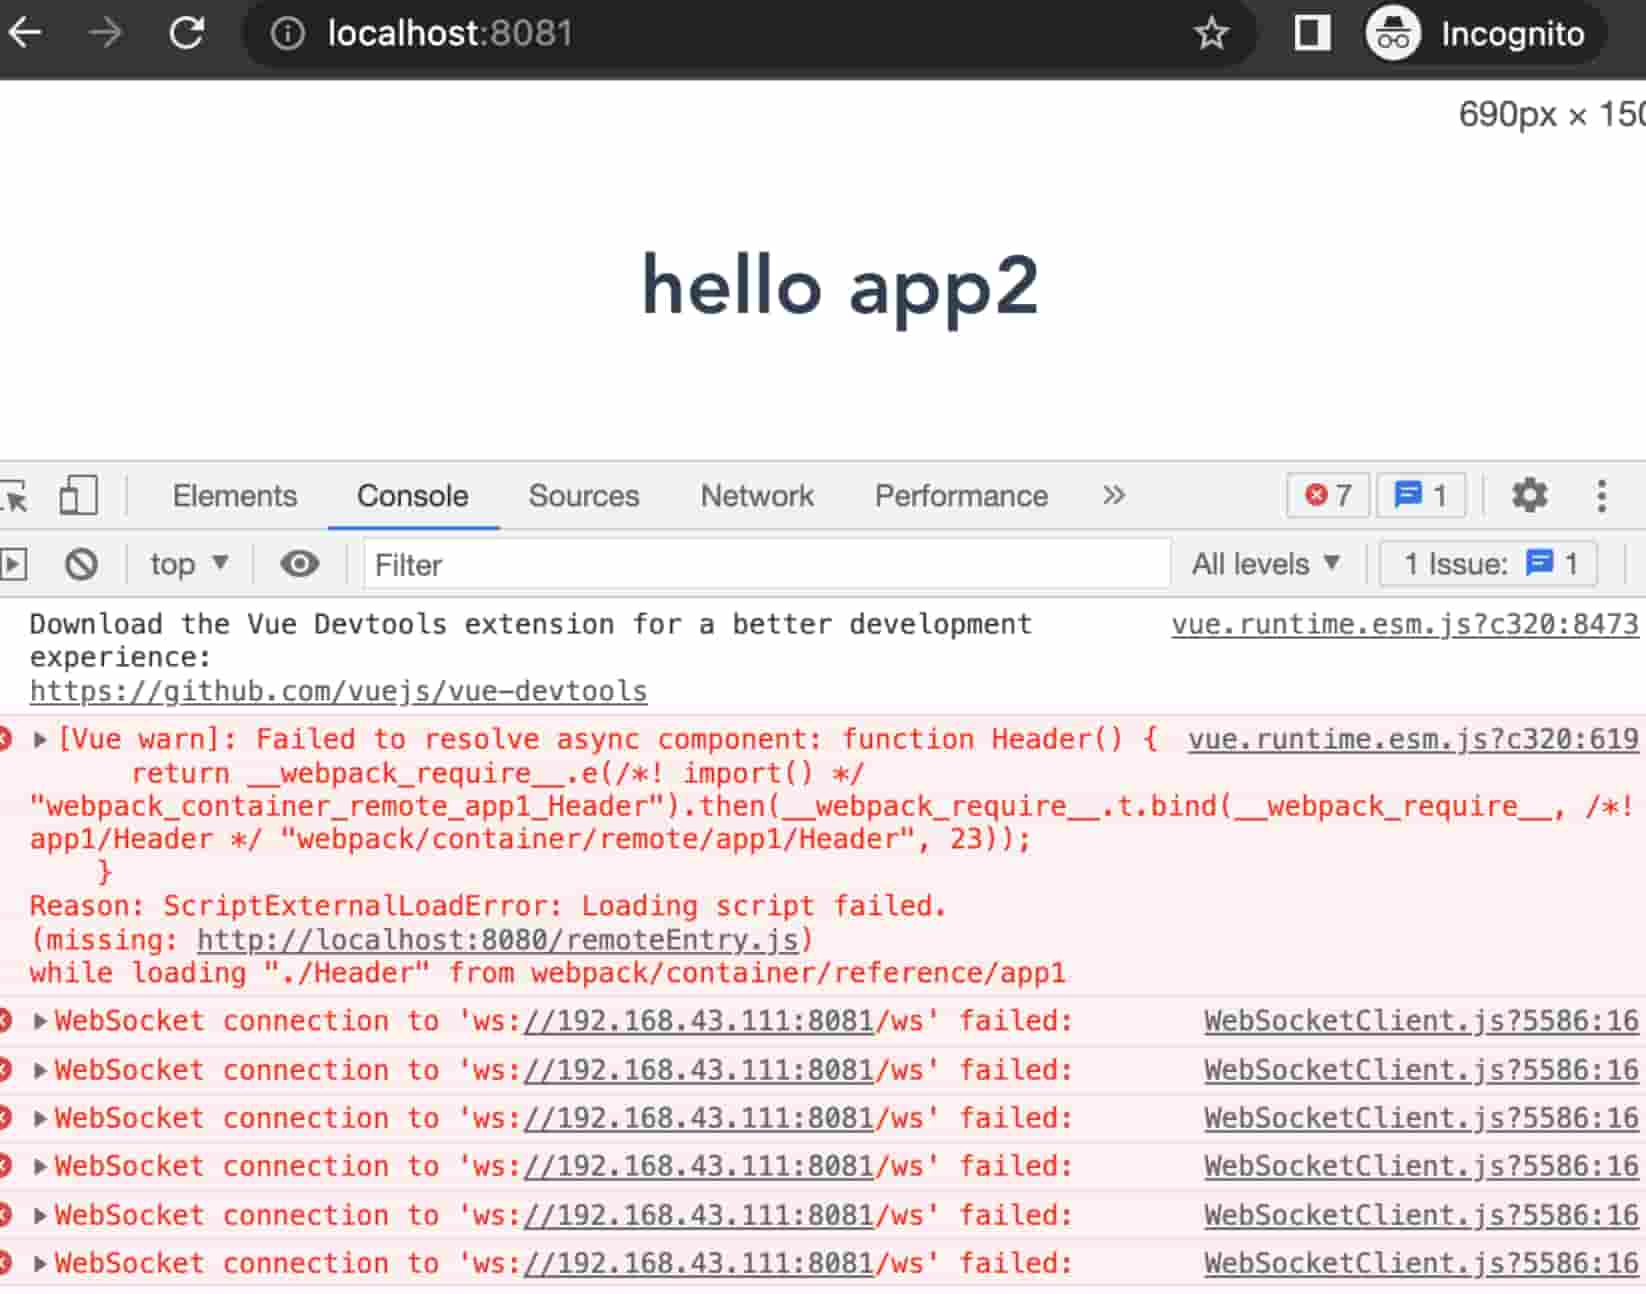 localhost:8081
Incognito
690px × 150
hello app2
Elements Console Sources Network Performance » 7 1
top ▼ Filter All levels ▼ 1 Issue: 1
Download the Vue Devtools extension for a better development vue.runtime.esm.js?c320:8473
experience:
https://github.com/vuejs/vue-devtools
[Vue warn]: Failed to resolve async component: function Header() { vue.runtime.esm.js?c320:619
return __webpack_require__.e(/*! import() */
"webpack_container_remote_app1_Header").then(__webpack_require__.t.bind(__webpack_require__, /*!
app1/Header */ "webpack/container/remote/app1/Header", 23));
}
Reason: ScriptExternalLoadError: Loading script failed.
(missing: http://localhost:8080/remoteEntry.js)
while loading "./Header" from webpack/container/reference/app1
WebSocket connection to 'ws://192.168.43.111:8081/ws' failed: WebSocketClient.js?5586:16
WebSocket connection to 'ws://192.168.43.111:8081/ws' failed: WebSocketClient.js?5586:16
WebSocket connection to 'ws://192.168.43.111:8081/ws' failed: WebSocketClient.js?5586:16
WebSocket connection to 'ws://192.168.43.111:8081/ws' failed: WebSocketClient.js?5586:16
WebSocket connection to 'ws://192.168.43.111:8081/ws' failed: WebSocketClient.js?5586:16
WebSocket connection to 'ws://192.168.43.111:8081/ws' failed: WebSocketClient.js?5586:16